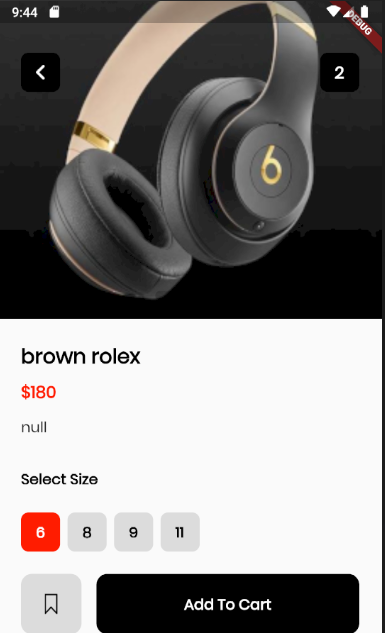 9:44
DEBUG
2
brown rolex
$180
null
Select Size
6 8 9 11
Add To Cart